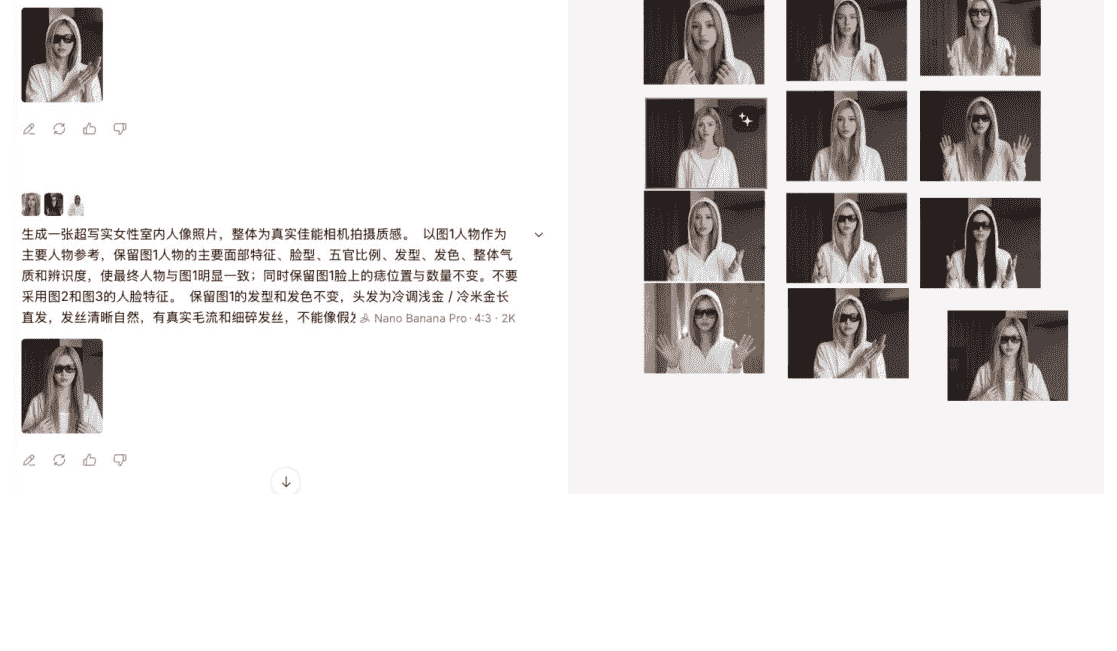 生成一张超写实女性室内人像照片，整体为真实佳能相机拍摄质感。 以图1人物作为
主要人物参考，保留图1人物的主要面部特征、脸型、五官比例、发型、发色、整体气
质和辨识度，使最终人物与图1明显一致；同时保留图1脸上的痣位置与数量不变。不要
采用图2和图3的人脸特征。 保留图1的发型和发色不变，头发为冷调浅金 / 冷米金长
直发，发丝清晰自然，有真实毛流和细碎发丝，不能像假 Nano Banana Pro · 4:3 · 2K